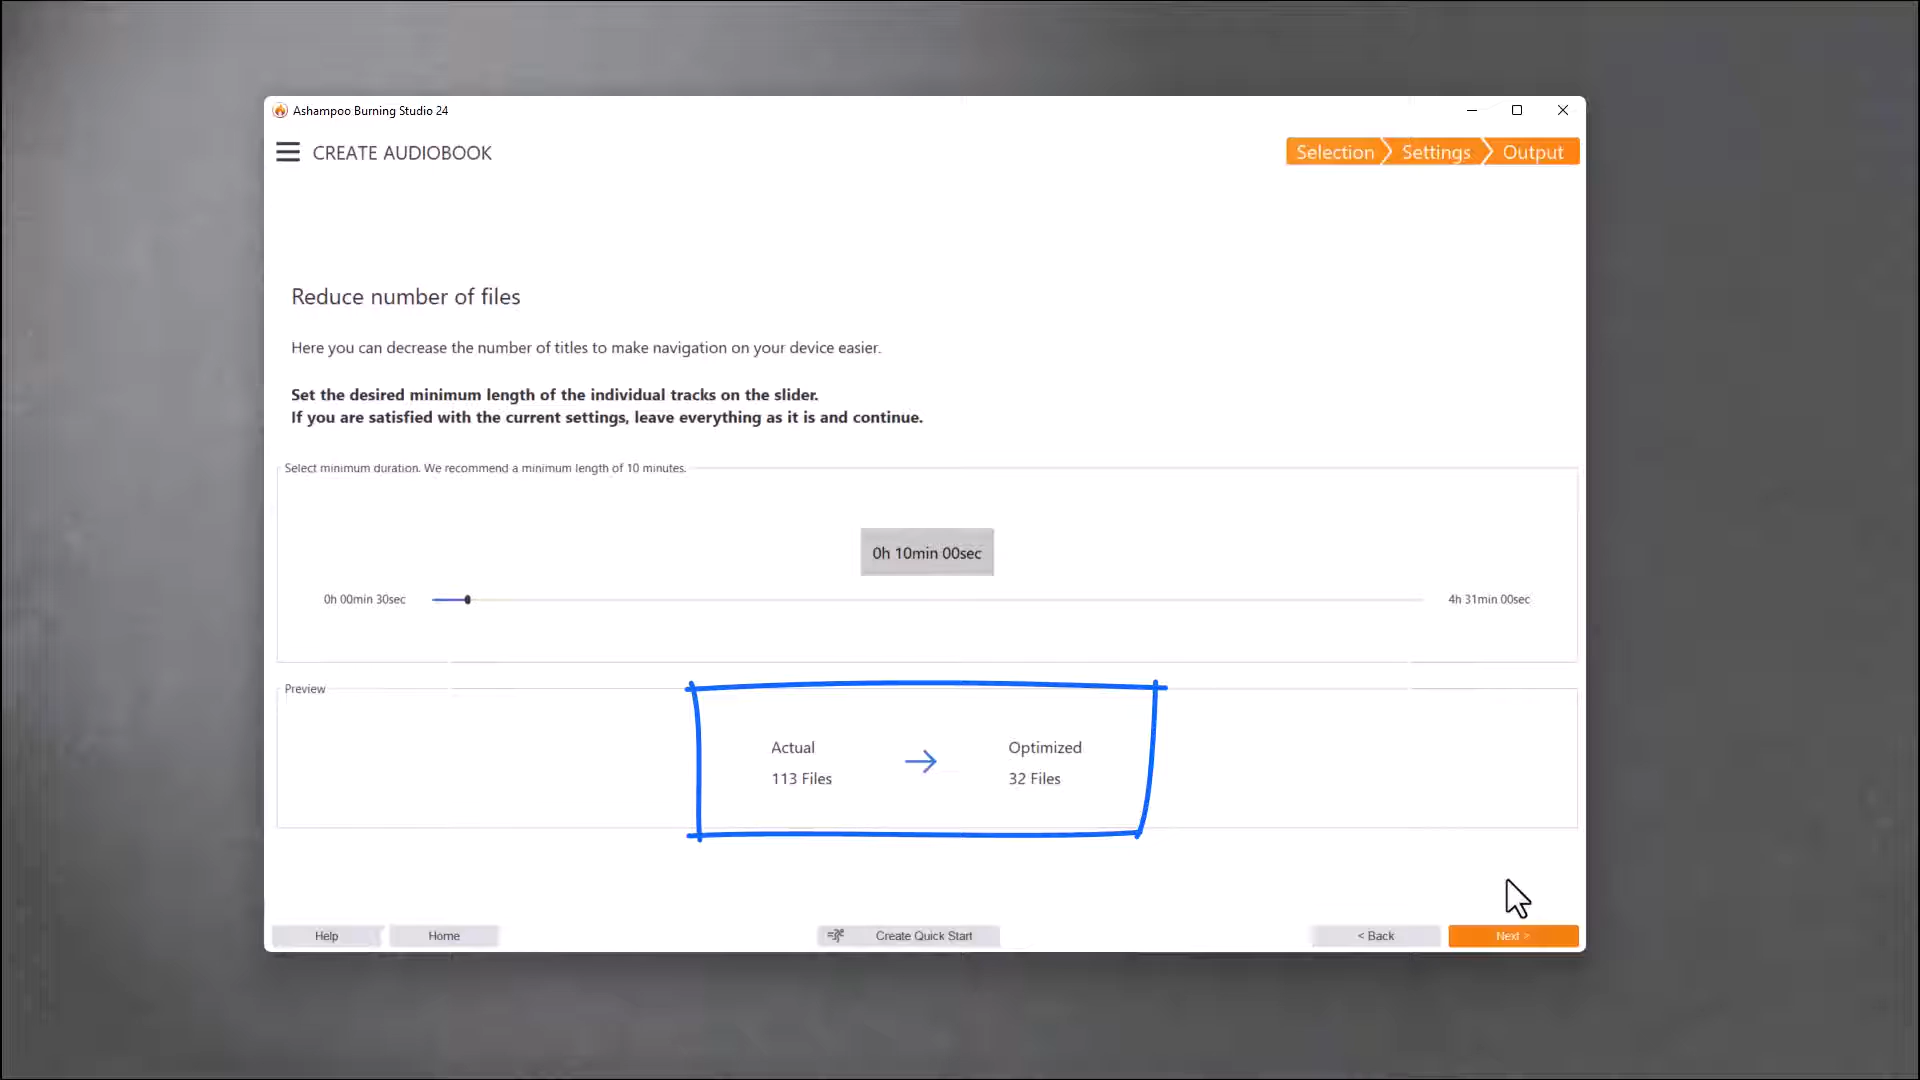 Ashampoo Burning Studio 24
CREATE AUDIOBOOK
Selection
Settings
Output
Reduce number of files
Here you can decrease the number of titles to make navigation on your device easier.
Set the desired minimum length of the individual tracks on the slider.
If you are satisfied with the current settings, leave everything as it is and continue.
Select minimum duration. We recommend a minimum length of 10 minutes.
0h 10min 00sec
0h 00min 30sec
4h 31min 00sec
Preview
Actual
113 Files
Optimized
32 Files
Help
Home
Create Quick Start
< Back
Next >